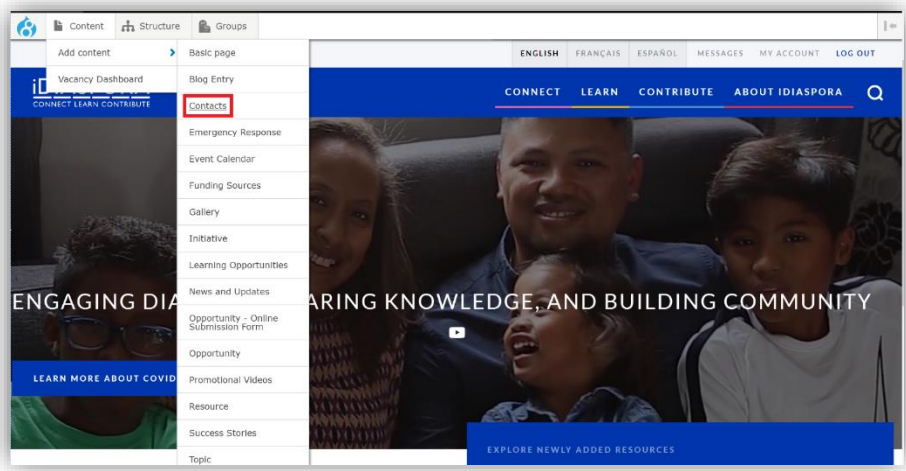 Content Structure Groups
Add content
Vacancy Dashboard
Basic page
Blog Entry
Contacts
Emergency Response
Event Calendar
Funding Sources
Gallery
Initiative
Learning Opportunities
News and Updates
Opportunity - Online
Submission Form
Opportunity
Promotional Videos
Resource
Success Stories
Topic
ENGLISH FRANÇAIS ESPAÑOL MESSAGES MY ACCOUNT LOG OUT
CONNECT LEARN CONTRIBUTE
CONNECT LEARN CONTRIBUTE ABOUT IDIASPORA
ENGAGING DIA ARING KNOWLEDGE, AND BUILDING COMMUNITY
LEARN MORE ABOUT COVID
EXPLORE NEWLY ADDED RESOURCES